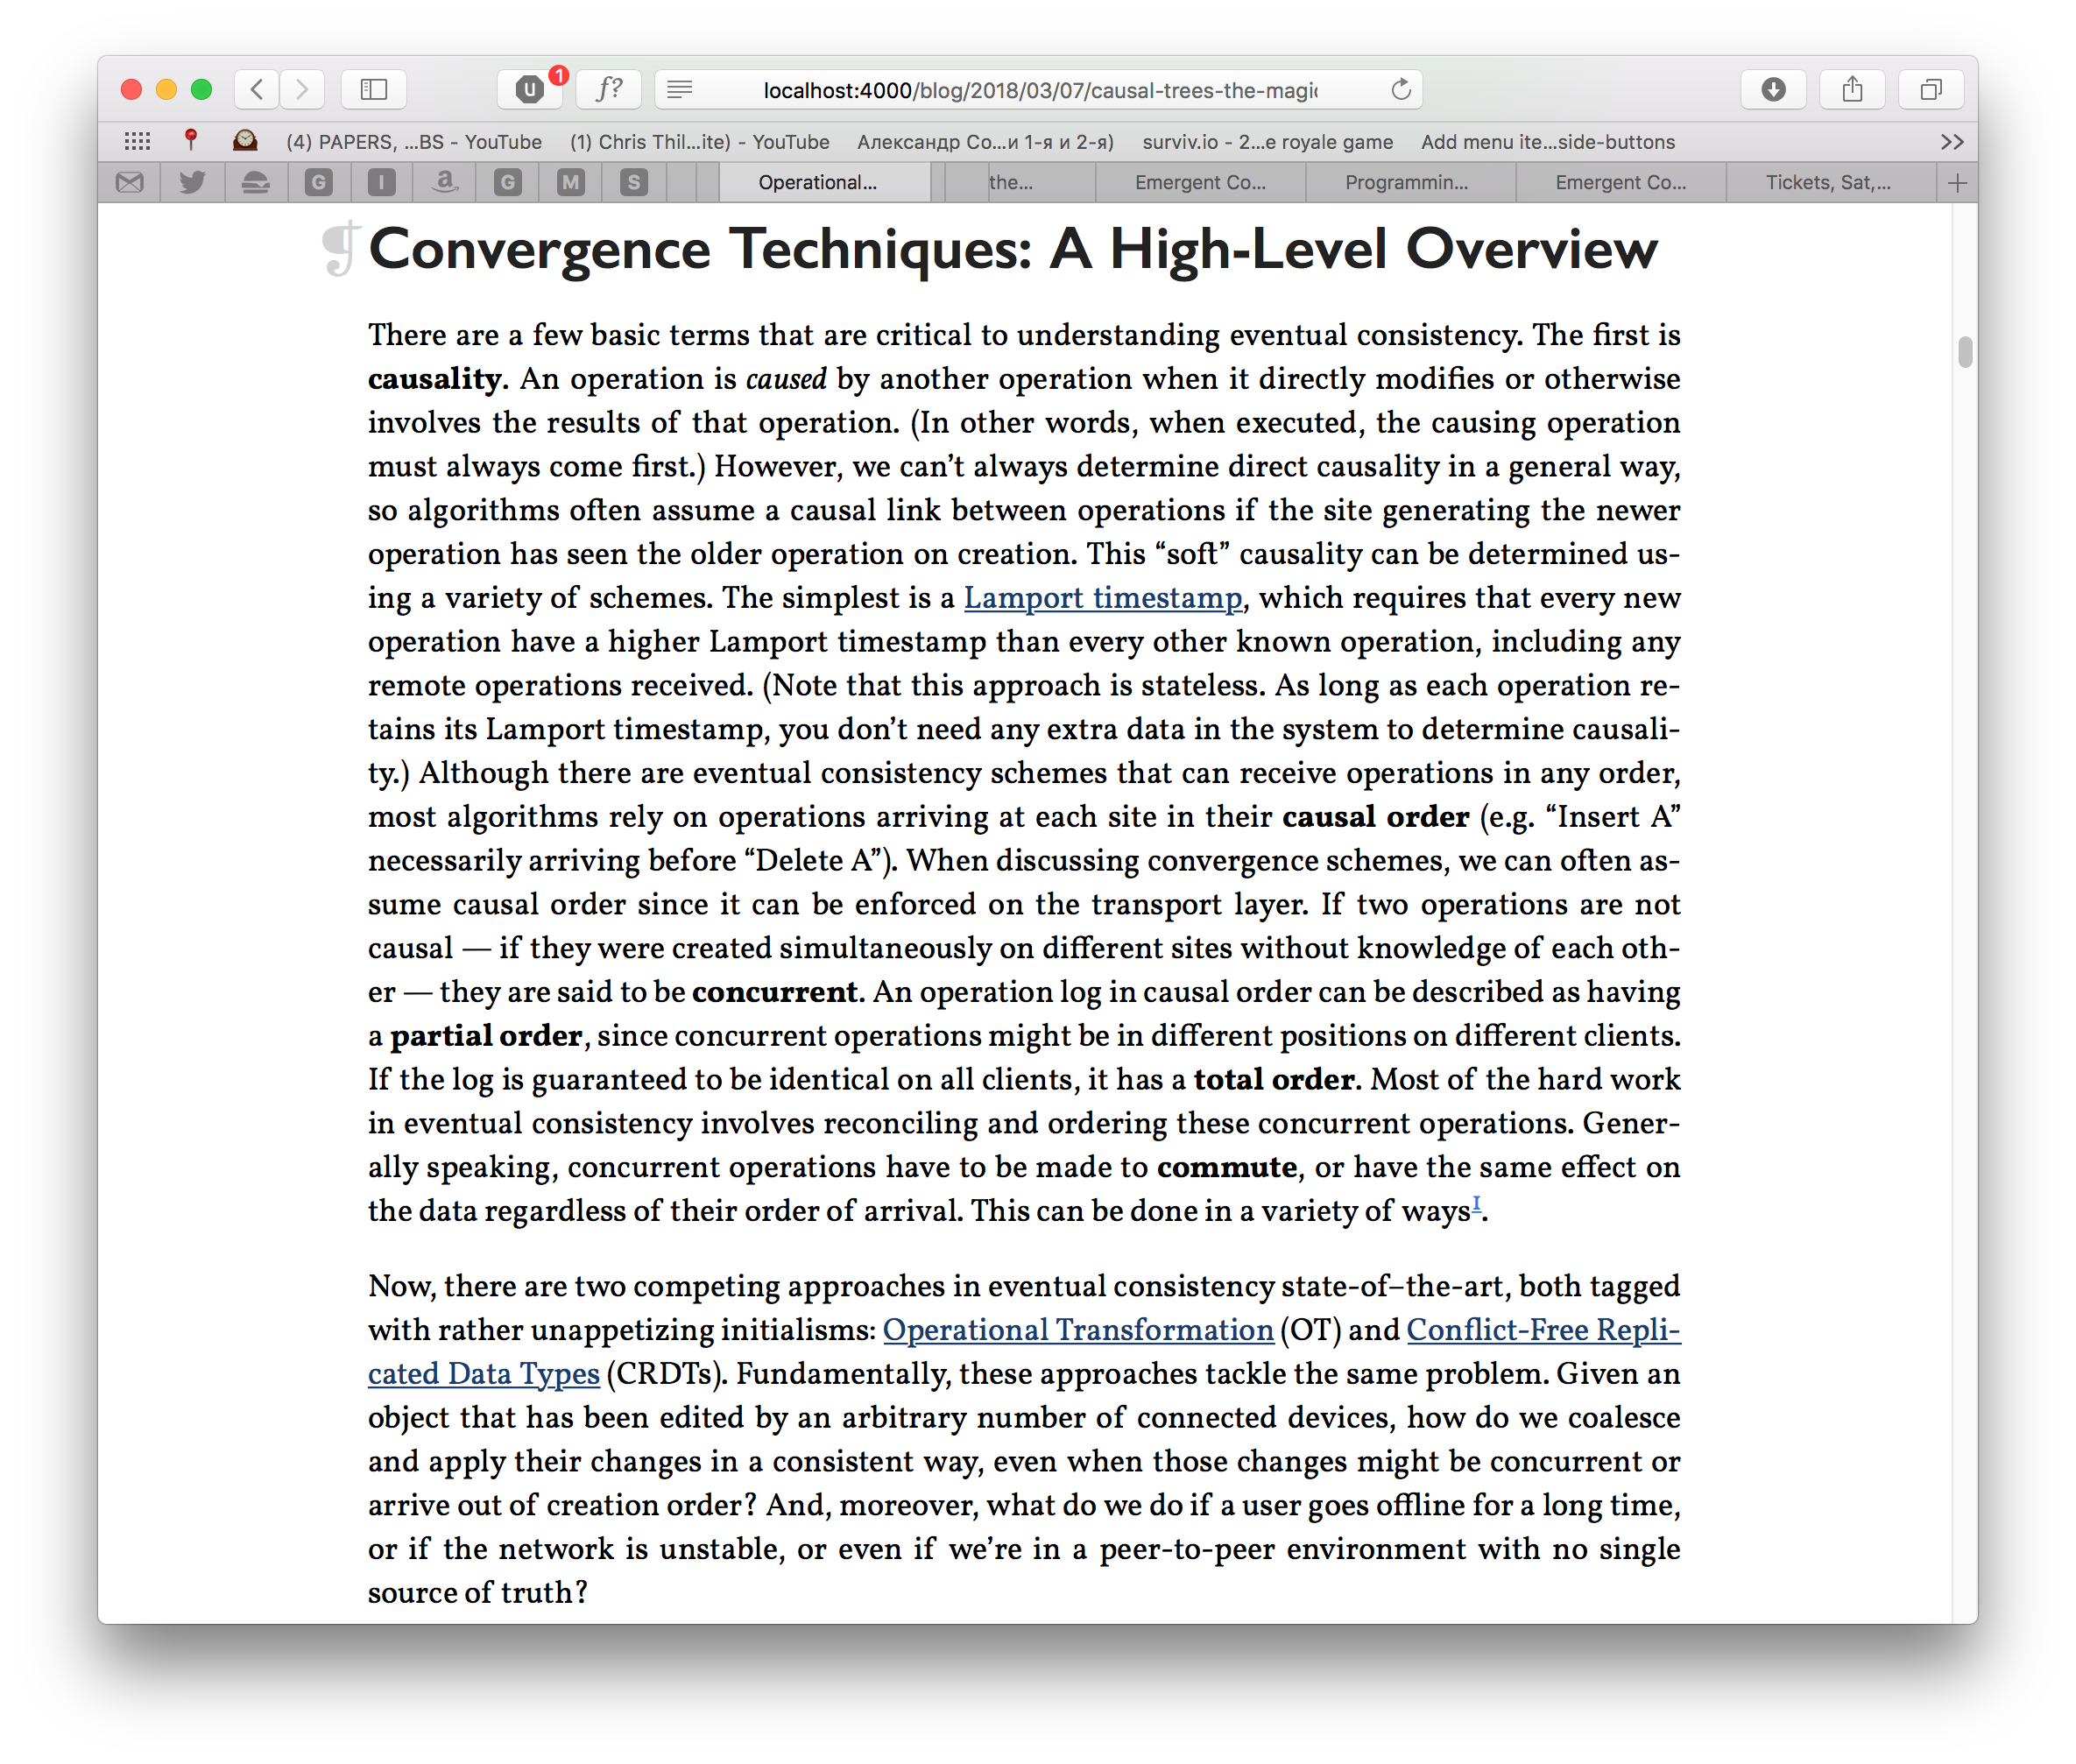 U 1 f? localhost:4000/blog/2018/03/07/causal-trees-the-magic
(4) PAPERS, ...BS - YouTube (1) Chris Thil...ite) - YouTube Александр Со...и 1-я и 2-я) surviv.io - 2...e royale game Add menu ite...side-buttons >>
G I a G M S Operational... the... Emergent Co... Programmin... Emergent Co... Tickets, Sat,... +
¶ Convergence Techniques: A High-Level Overview
There are a few basic terms that are critical to understanding eventual consistency. The first is
causality. An operation is caused by another operation when it directly modifies or otherwise
involves the results of that operation. (In other words, when executed, the causing operation
must always come first.) However, we can’t always determine direct causality in a general way,
so algorithms often assume a causal link between operations if the site generating the newer
operation has seen the older operation on creation. This “soft” causality can be determined us-
ing a variety of schemes. The simplest is a Lamport timestamp, which requires that every new
operation have a higher Lamport timestamp than every other known operation, including any
remote operations received. (Note that this approach is stateless. As long as each operation re-
tains its Lamport timestamp, you don’t need any extra data in the system to determine causali-
ty.) Although there are eventual consistency schemes that can receive operations in any order,
most algorithms rely on operations arriving at each site in their causal order (e.g. “Insert A”
necessarily arriving before “Delete A”). When discussing convergence schemes, we can often as-
sume causal order since it can be enforced on the transport layer. If two operations are not
causal — if they were created simultaneously on different sites without knowledge of each oth-
er — they are said to be concurrent. An operation log in causal order can be described as having
a partial order, since concurrent operations might be in different positions on different clients.
If the log is guaranteed to be identical on all clients, it has a total order. Most of the hard work
in eventual consistency involves reconciling and ordering these concurrent operations. Gener-
ally speaking, concurrent operations have to be made to commute, or have the same effect on
the data regardless of their order of arrival. This can be done in a variety of ways1.
Now, there are two competing approaches in eventual consistency state-of–the-art, both tagged
with rather unappetizing initialisms: Operational Transformation (OT) and Conflict-Free Repli-
cated Data Types (CRDTs). Fundamentally, these approaches tackle the same problem. Given an
object that has been edited by an arbitrary number of connected devices, how do we coalesce
and apply their changes in a consistent way, even when those changes might be concurrent or
arrive out of creation order? And, moreover, what do we do if a user goes offline for a long time,
or if the network is unstable, or even if we’re in a peer-to-peer environment with no single
source of truth?